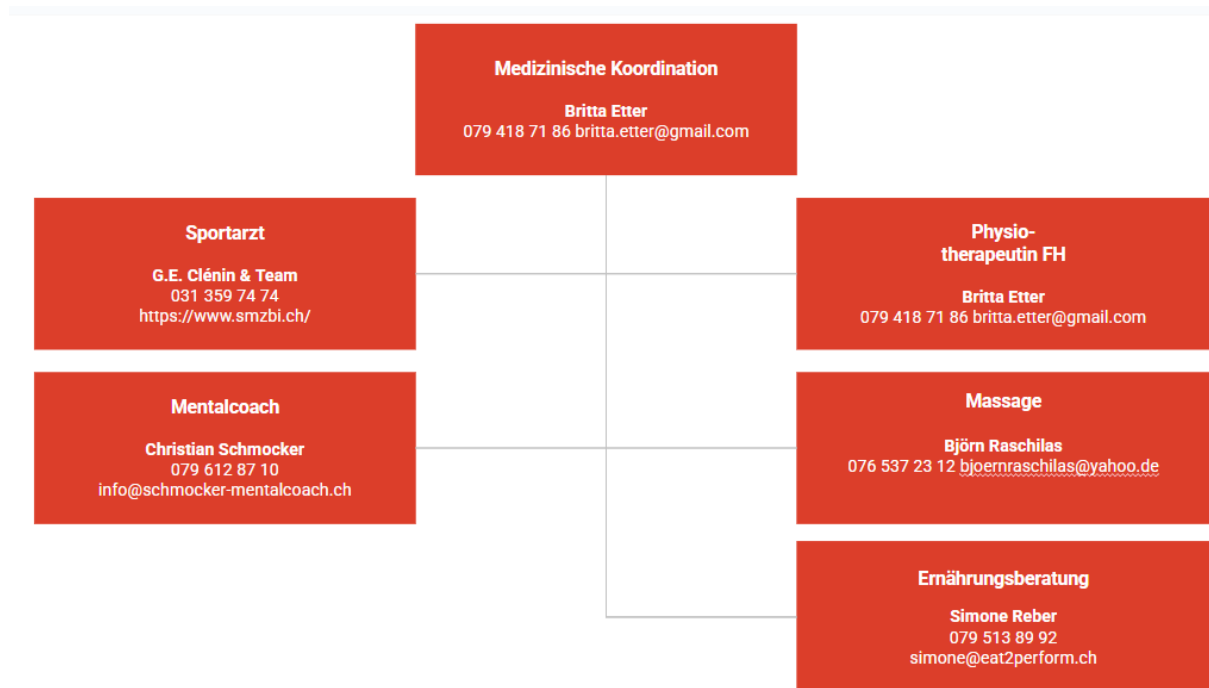 Medizinische Koordination
Britta Etter
079 418 71 86 britta.etter@gmail.com
Sportarzt
G.E. Clénin & Team
031 359 74 74
https://www.smzbi.ch/
Physio-
therapeutin FH
Britta Etter
079 418 71 86 britta.etter@gmail.com
Mentalcoach
Christian Schmocker
079 612 87 10
info@schmocker-mentalcoach.ch
Massage
Björn Raschilas
076 537 23 12 bjoernraschilas@yahoo.de
Ernährungsberatung
Simone Reber
079 513 89 92
simone@eat2perform.ch